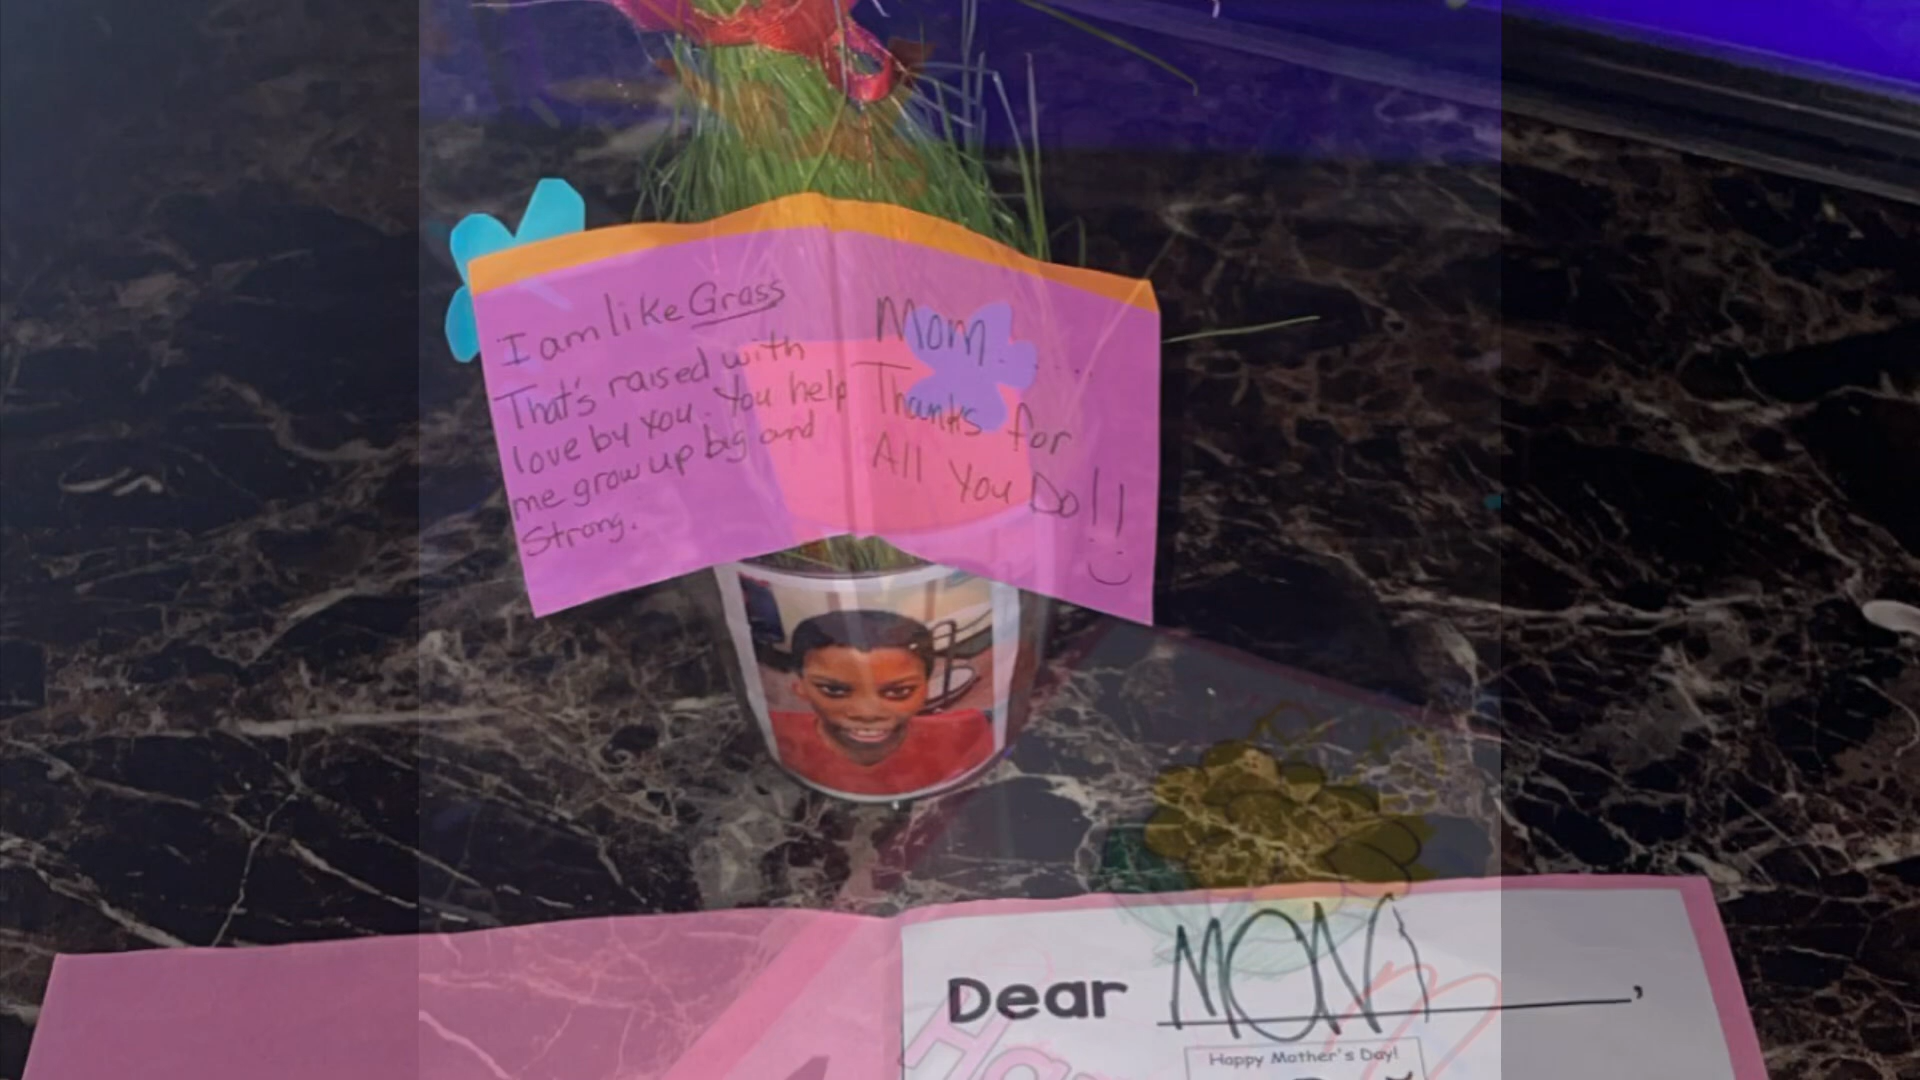 I am like Grass
That's raised with
love by you. You help
me grow up big and
Strong.
Mom...
Thanks for
All You Do!!
Dear MOM,
Happy Mother's Day!